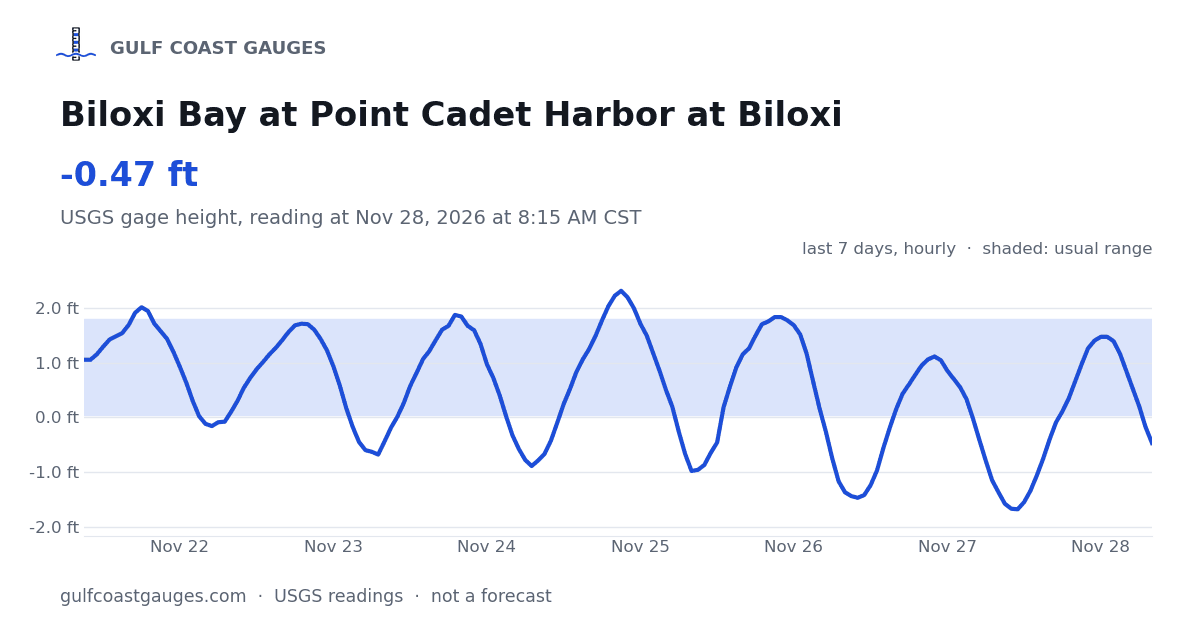 GULF COAST GAUGES
Biloxi Bay at Point Cadet Harbor at Biloxi
-0.47 ft
USGS gage height, reading at Nov 28, 2026 at 8:15 AM CST
last 7 days, hourly · shaded: usual range
2.0 ft
1.0 ft
0.0 ft
-1.0 ft
-2.0 ft
Nov 22 Nov 23 Nov 24 Nov 25 Nov 26 Nov 27 Nov 28
gulfcoastgauges.com · USGS readings · not a forecast